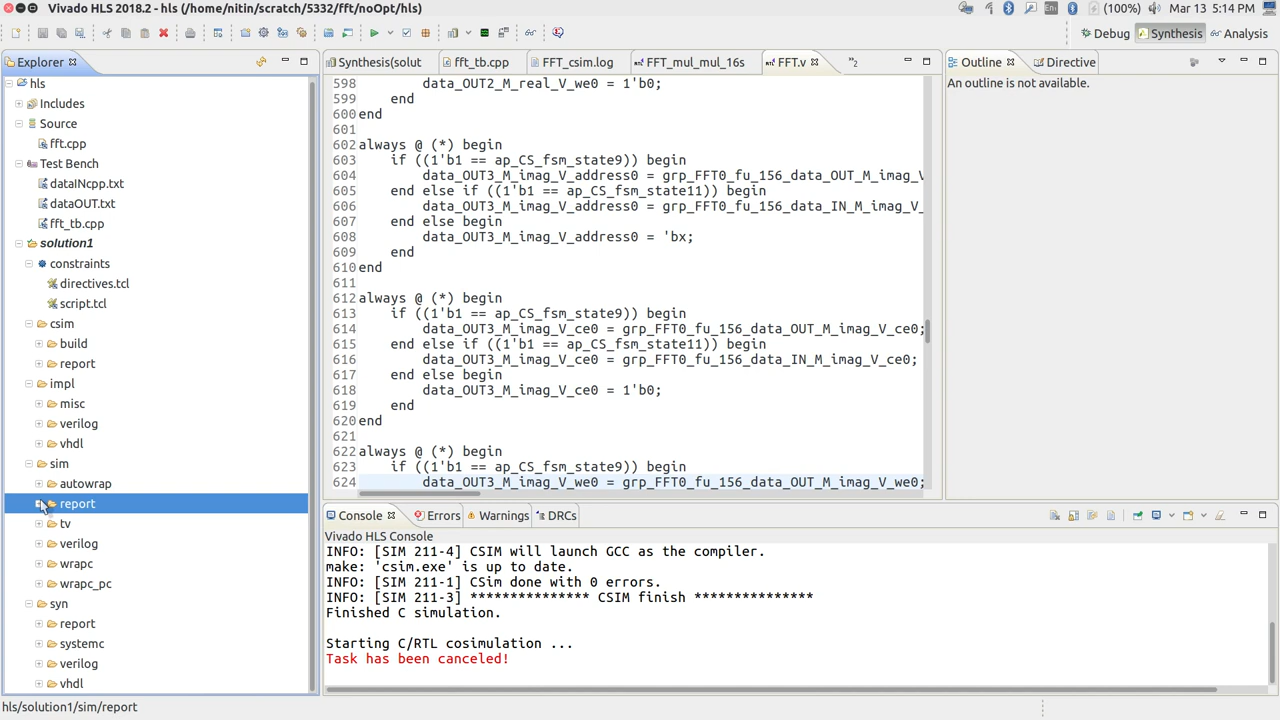 Vivado HLS 2018.2 - hls (/home/nitin/scratch/5332/fft/noOpt/hls)
En
(100%)
Mar 13 5:14 PM
Debug
Synthesis
Analysis
Explorer
hls
Includes
Source
fft.cpp
Test Bench
dataINcpp.txt
dataOUT.txt
fft_tb.cpp
solution1
constraints
directives.tcl
script.tcl
csim
build
report
impl
misc
verilog
vhdl
sim
autowrap
report
tv
verilog
wrapc
wrapc_pc
syn
report
systemc
verilog
vhdl
Synthesis(solut
fft_tb.cpp
FFT_csim.log
FFT_mul_mul_16s
FFT.v
»2
598 data_OUT2_M_real_V_we0 = 1'b0;
599 end
600 end
601
602 always @ (*) begin
603 if ((1'b1 == ap_CS_fsm_state9)) begin
604 data_OUT3_M_imag_V_address0 = grp_FFT0_fu_156_data_OUT_M_imag_V
605 end else if ((1'b1 == ap_CS_fsm_state11)) begin
606 data_OUT3_M_imag_V_address0 = grp_FFT0_fu_156_data_IN_M_imag_V_
607 end else begin
608 data_OUT3_M_imag_V_address0 = 'bx;
609 end
610 end
611
612 always @ (*) begin
613 if ((1'b1 == ap_CS_fsm_state9)) begin
614 data_OUT3_M_imag_V_ce0 = grp_FFT0_fu_156_data_OUT_M_imag_V_ce0;
615 end else if ((1'b1 == ap_CS_fsm_state11)) begin
616 data_OUT3_M_imag_V_ce0 = grp_FFT0_fu_156_data_IN_M_imag_V_ce0;
617 end else begin
618 data_OUT3_M_imag_V_ce0 = 1'b0;
619 end
620 end
621
622 always @ (*) begin
623 if ((1'b1 == ap_CS_fsm_state9)) begin
624 data_OUT3_M_imag_V_we0 = grp_FFT0_fu_156_data_OUT_M_imag_V_we0;
Outline
Directive
An outline is not available.
Console
Errors
Warnings
DRCs
Vivado HLS Console
INFO: [SIM 211-4] CSIM will launch GCC as the compiler.
make: 'csim.exe' is up to date.
INFO: [SIM 211-1] CSim done with 0 errors.
INFO: [SIM 211-3] *************** CSIM finish ***************
Finished C simulation.
Starting C/RTL cosimulation ...
Task has been canceled!
hls/solution1/sim/report